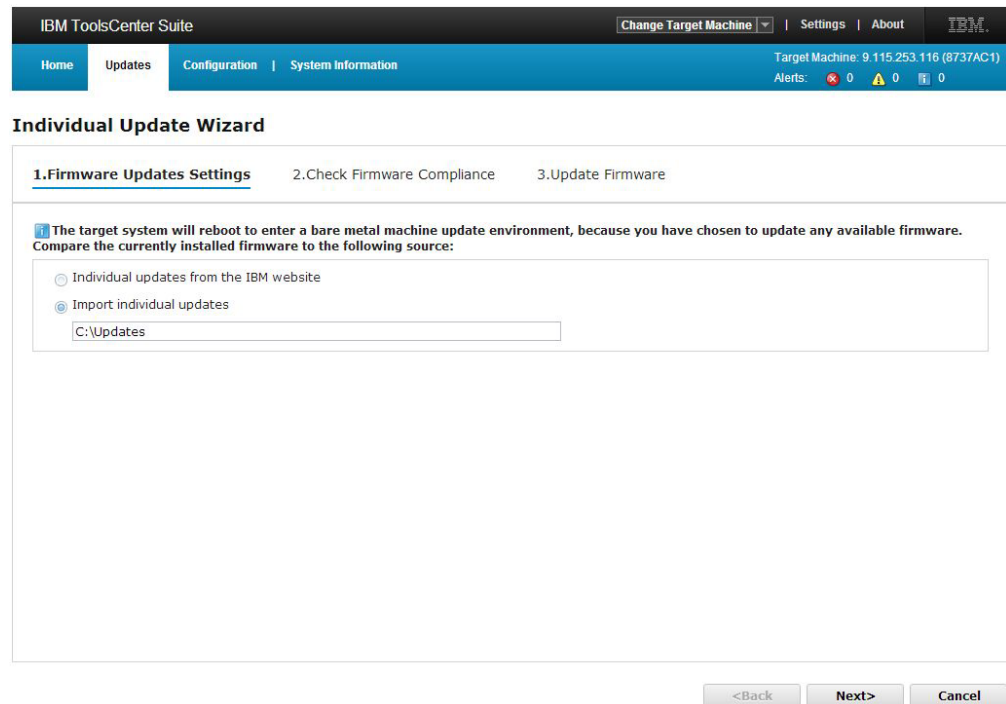 IBM ToolsCenter Suite
Change Target Machine | Settings | About
IBM.
Home Updates Configuration | System Information
Target Machine: 9.115.253.116 (8737AC1)
Alerts: 0 0 0
Individual Update Wizard
1.Firmware Updates Settings 2.Check Firmware Compliance 3.Update Firmware
The target system will reboot to enter a bare metal machine update environment, because you have chosen to update any available firmware.
Compare the currently installed firmware to the following source:
Individual updates from the IBM website
Import individual updates
C:\Updates
<Back Next> Cancel